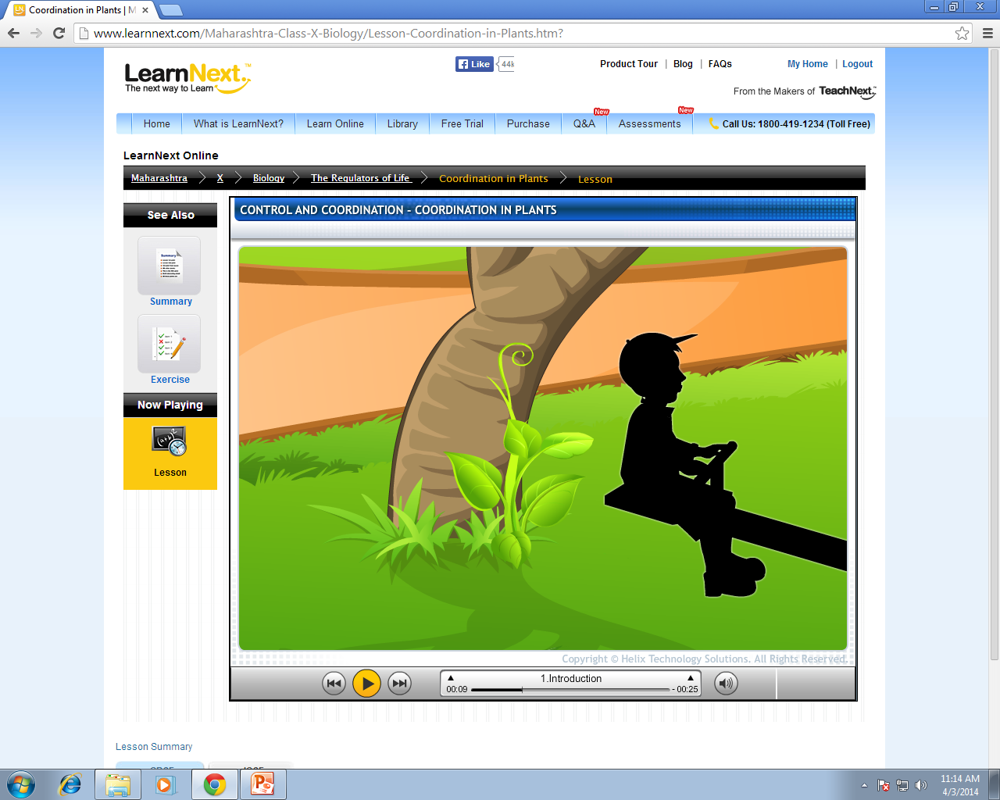 Coordination in Plants | M
www.learnnext.com/Maharashtra-Class-X-Biology/Lesson-Coordination-in-Plants.htm?
LearnNext.™
The next way to Learn
Like 44k
Product Tour | Blog | FAQs
My Home | Logout
From the Makers of TeachNext.
Home What is LearnNext? Learn Online Library Free Trial Purchase Q&A New Assessments New Call Us: 1800-419-1234 (Toll Free)
LearnNext Online
Maharashtra X Biology The Regulators of Life Coordination in Plants Lesson
See Also
Summary
Summary
Exercise
Now Playing
(a+b)
Lesson
CONTROL AND COORDINATION - COORDINATION IN PLANTS
Copyright © Helix Technology Solutions. All Rights Reserved.
1.Introduction
00:09 - 00:25
Lesson Summary
11:14 AM
4/3/2014